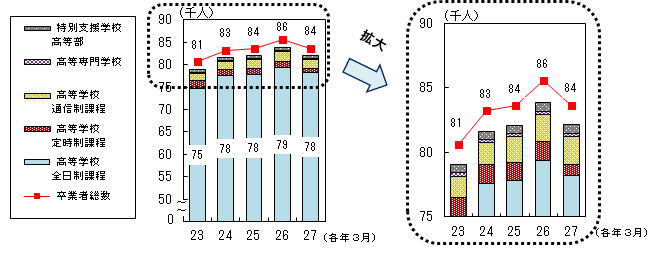 特別支援学校
高等部
高等専門学校
高等学校
通信制課程
高等学校
定時制課程
高等学校
全日制課程
卒業者総数
(千人)
90
85
80
75
70
65
60
55
50
0
81
83
84
86
84
75
78
78
79
78
23
24
25
26
27
(各年３月)
拡大
(千人)
90
85
80
75
81
83
84
86
84
23
24
25
26
27
(各年３月)